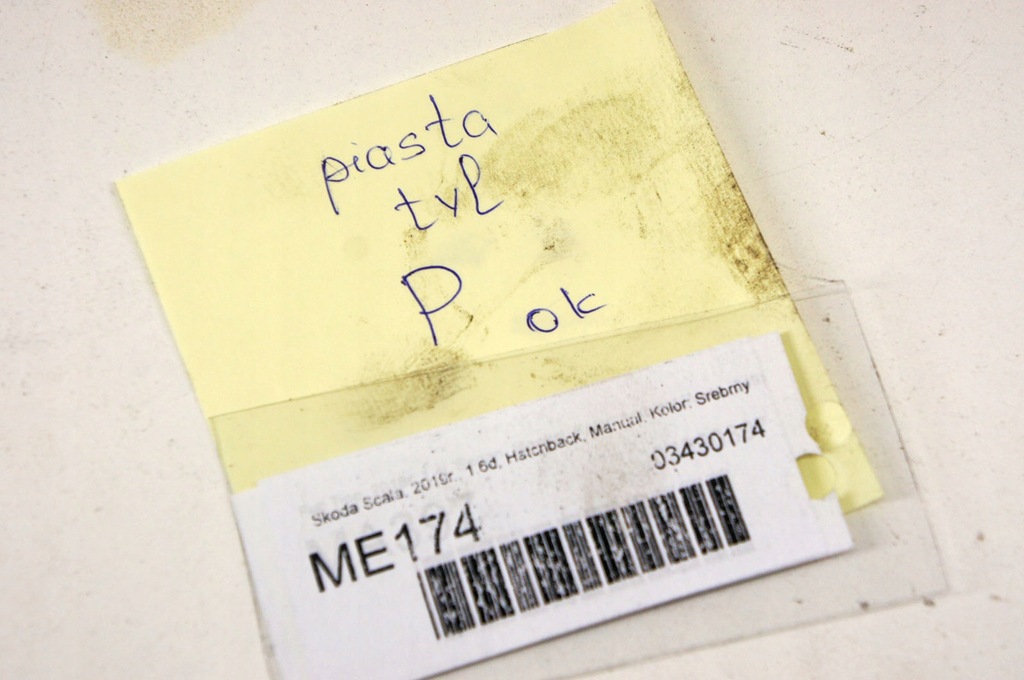 piasta
tył
P ok
Skoda Scala, 2019r., 1.6d, Hatchback, Manual, Kolor: Srebrny
03430174
ME174